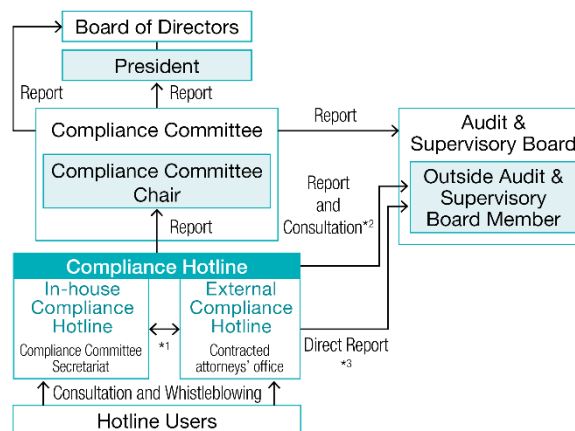 Board of Directors
President
Report
Report
Compliance Committee
Report
Audit &
Supervisory Board
Compliance Committee
Chair
Outside Audit &
Supervisory
Board Member
Report
and
Consultation*2
Report
Compliance Hotline
In-house
Compliance
Hotline
Compliance Committee
Secretariat
*1
External
Compliance
Hotline
Contracted
attorneys' office
Direct Report
*3
Consultation and Whistleblowing
Hotline Users